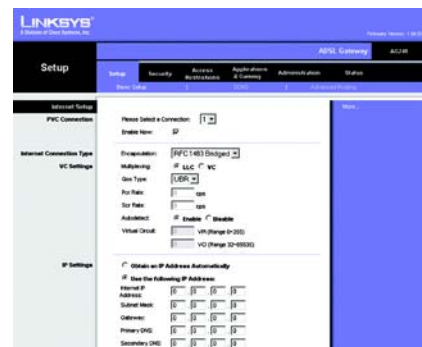 LINKSYS®
A Division of Cisco Systems, Inc.
ADSL Gateway AG241
Setup
Setup Security Access Restrictions Applications & Gaming Administration Status
Basic Setup DDNS Advanced Routing
Internet Setup
More...
PVC Connection
Please Select a Connection: 1
Enable Now:
Internet Connection Type
Encapsulation: RFC 1483 Bridged
VC Settings
Multiplexing: LLC VC
Qos Type: UBR
Pcr Rate: cps
Scr Rate: cps
Autodetect: Enable Disable
Virtual Circuit: VPI (Range 0~255)
VCI (Range 32~65535)
IP Settings
Obtain an IP Address Automatically
Use the following IP Address:
Internet IP Address: 0 . 0 . 0 . 0
Subnet Mask: 0 . 0 . 0 . 0
Gateway: 0 . 0 . 0 . 0
Primary DNS: 0 . 0 . 0 . 0
Secondary DNS: 0 . 0 . 0 . 0